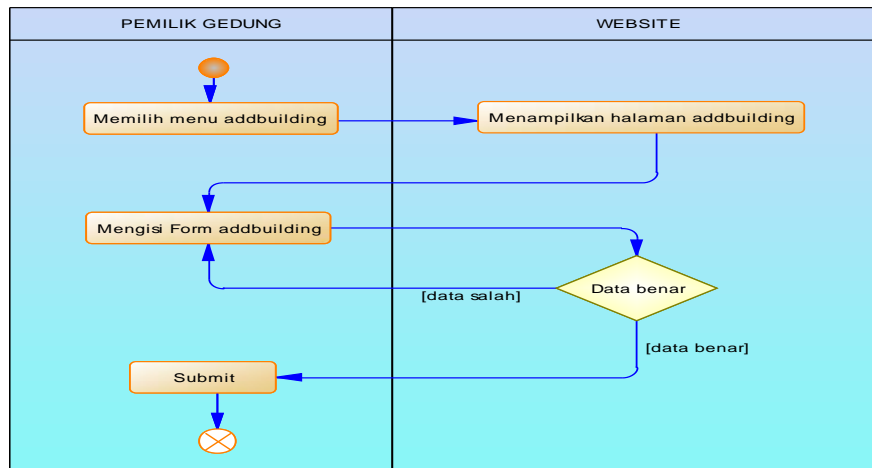 PEMILIK GEDUNG
WEBSITE
Memilih menu addbuilding
Menampilkan halaman addbuilding
Mengisi Form addbuilding
Data benar
[data salah]
[data benar]
Submit